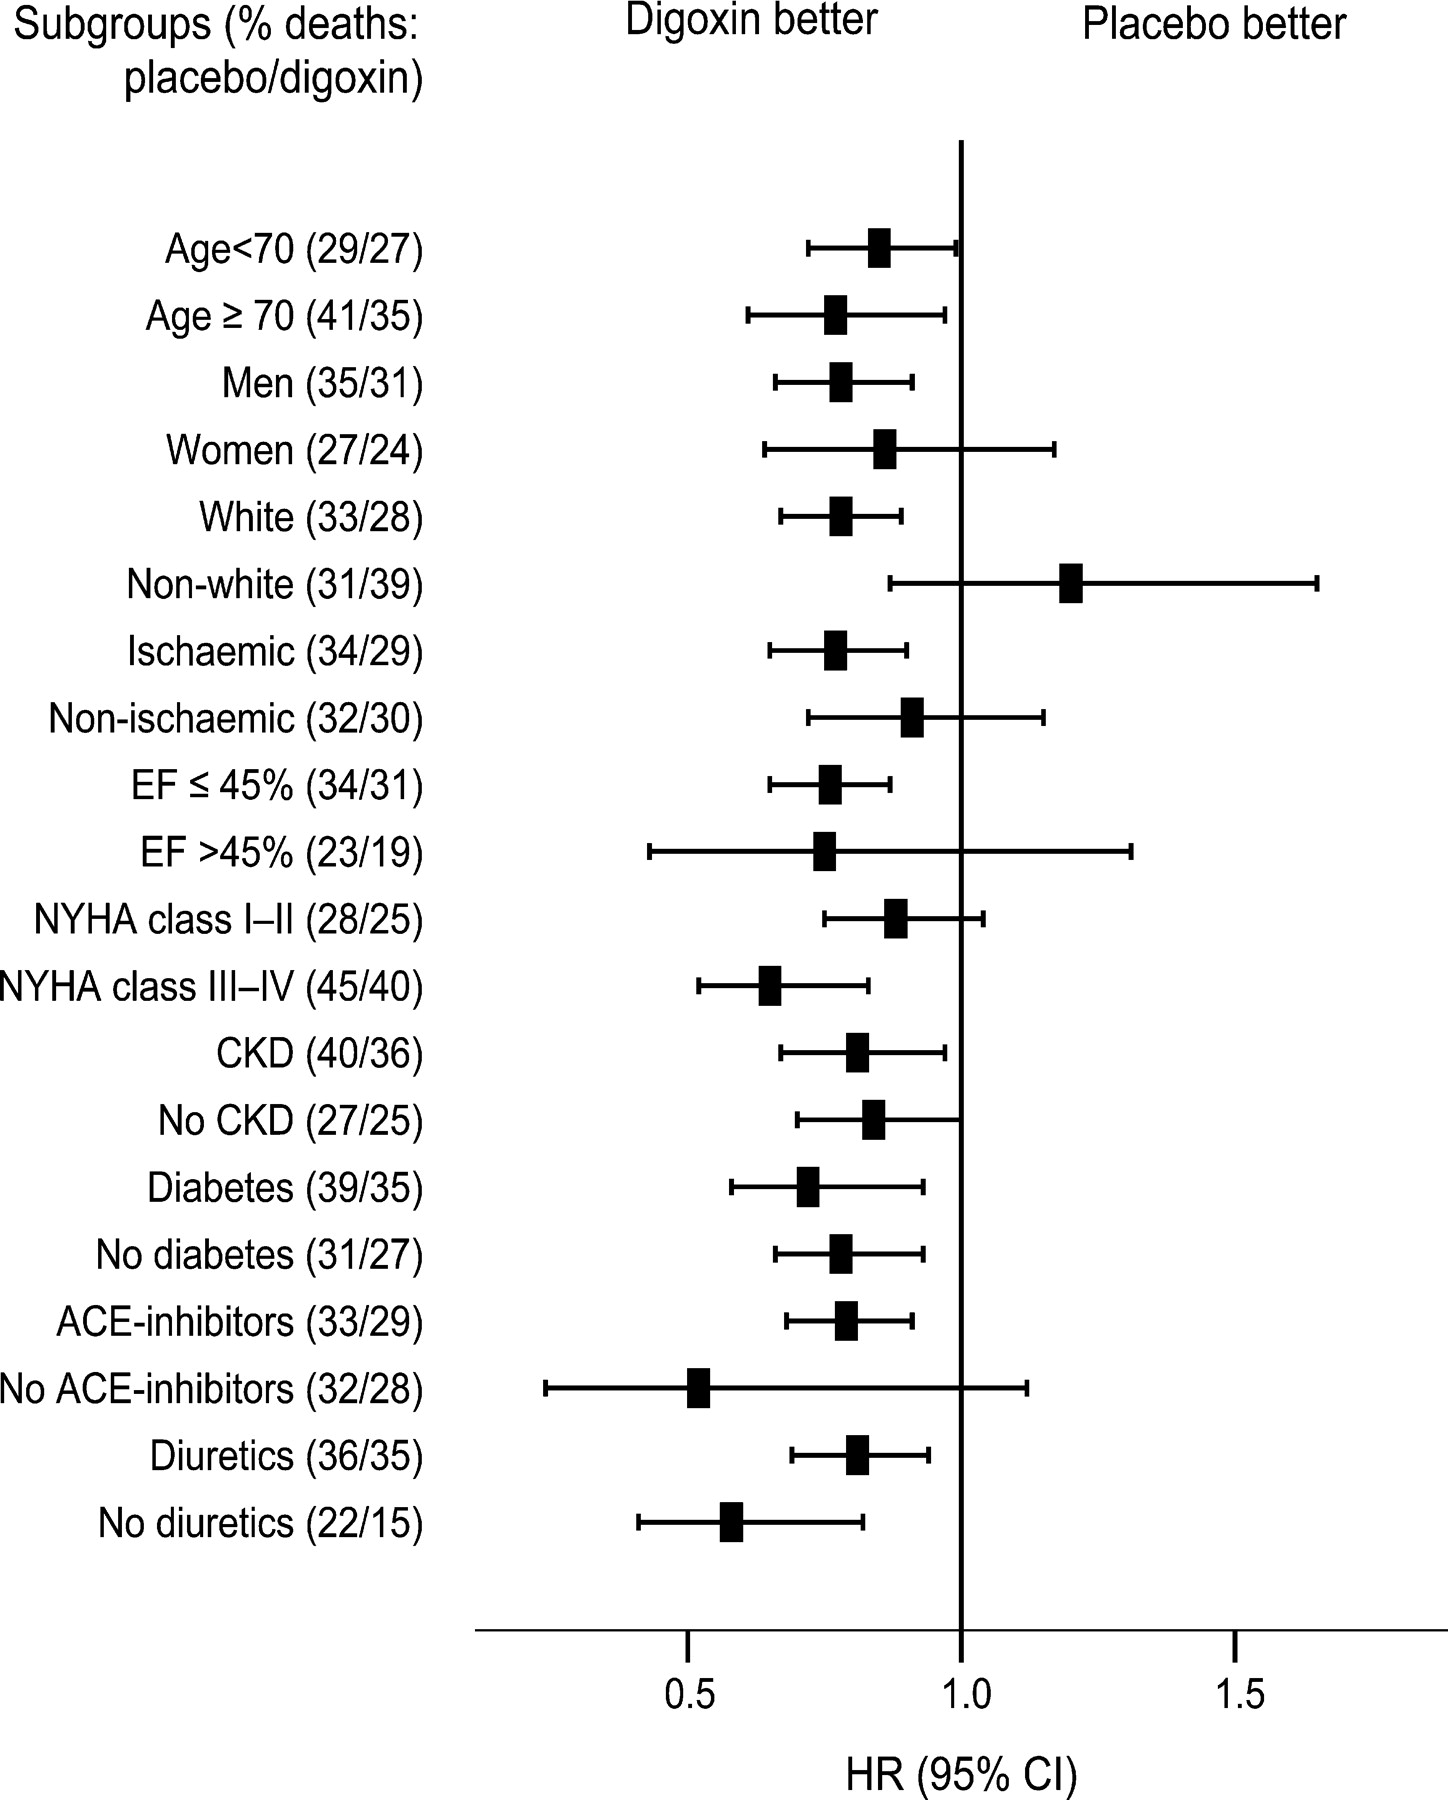 Subgroups (% deaths:
placebo/digoxin)
Digoxin better
Placebo better
Age<70 (29/27)
Age ≥ 70 (41/35)
Men (35/31)
Women (27/24)
White (33/28)
Non-white (31/39)
Ischaemic (34/29)
Non-ischaemic (32/30)
EF ≤ 45% (34/31)
EF >45% (23/19)
NYHA class I–II (28/25)
NYHA class III–IV (45/40)
CKD (40/36)
No CKD (27/25)
Diabetes (39/35)
No diabetes (31/27)
ACE-inhibitors (33/29)
No ACE-inhibitors (32/28)
Diuretics (36/35)
No diuretics (22/15)
0.5 1.0 1.5
HR (95% CI)